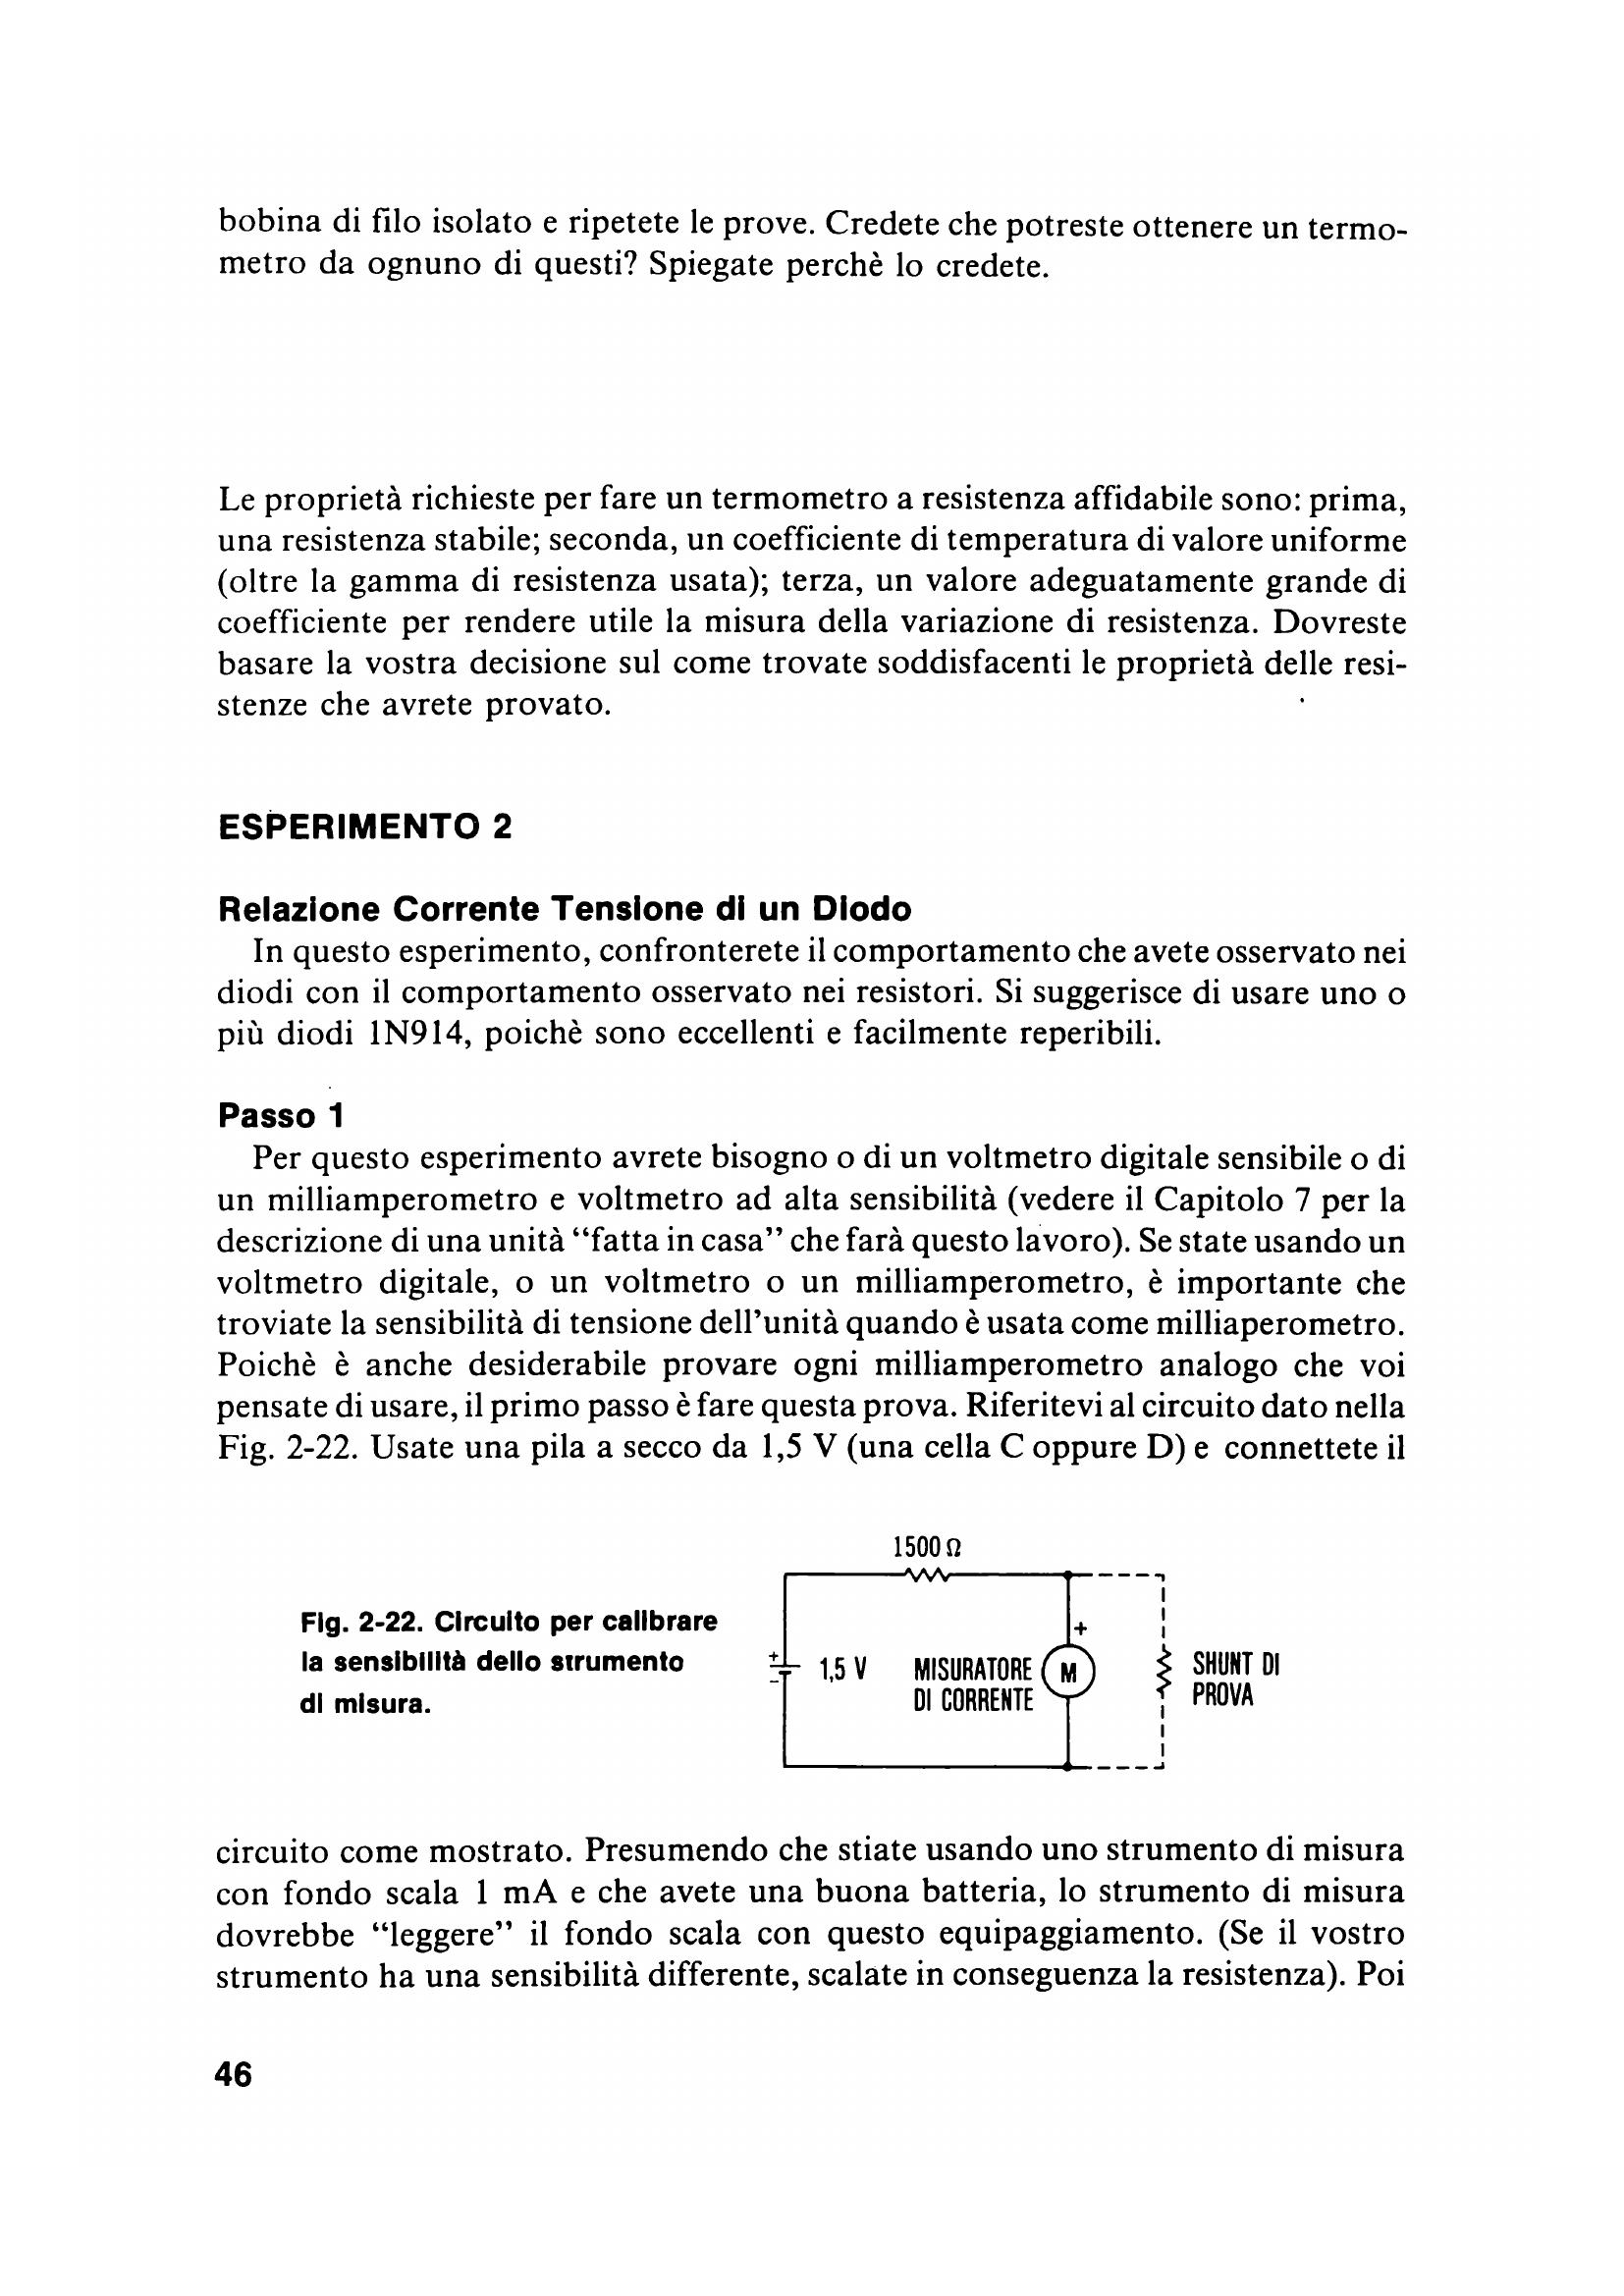 bobina di filo isolato e ripetete le prove. Credete che potreste ottenere un termo-
metro da ognuno di questi? Spiegate perchè lo credete.
Le proprietà richieste per fare un termometro a resistenza affidabile sono: prima,
una resistenza stabile; seconda, un coefficiente di temperatura di valore uniforme
(oltre la gamma di resistenza usata); terza, un valore adeguatamente grande di
coefficiente per rendere utile la misura della variazione di resistenza. Dovreste
basare la vostra decisione sul come trovate soddisfacenti le proprietà delle resi-
stenze che avrete provato.
ESPERIMENTO 2
Relazione Corrente Tensione di un Diodo
In questo esperimento, confronterete il comportamento che avete osservato nei
diodi con il comportamento osservato nei resistori. Si suggerisce di usare uno o
più diodi 1N914, poichè sono eccellenti e facilmente reperibili.
Passo 1
Per questo esperimento avrete bisogno o di un voltmetro digitale sensibile o di
un milliamperometro e voltmetro ad alta sensibilità (vedere il Capitolo 7 per la
descrizione di una unità “fatta in casa” che farà questo lavoro). Se state usando un
voltmetro digitale, o un voltmetro o un milliamperometro, è importante che
troviate la sensibilità di tensione dell’unità quando è usata come milliaperometro.
Poichè è anche desiderabile provare ogni milliamperometro analogo che voi
pensate di usare, il primo passo è fare questa prova. Riferitevi al circuito dato nella
Fig. 2-22. Usate una pila a secco da 1,5 V (una cella C oppure D) e connettete il
1500 Ω
Fig. 2-22. Circuito per calibrare
la sensibilità dello strumento
di misura.
+
-
1,5 V
MISURATORE
DI CORRENTE
+
M
SHUNT DI
PROVA
circuito come mostrato. Presumendo che stiate usando uno strumento di misura
con fondo scala 1 mA e che avete una buona batteria, lo strumento di misura
dovrebbe “leggere” il fondo scala con questo equipaggiamento. (Se il vostro
strumento ha una sensibilità differente, scalate in conseguenza la resistenza). Poi
46